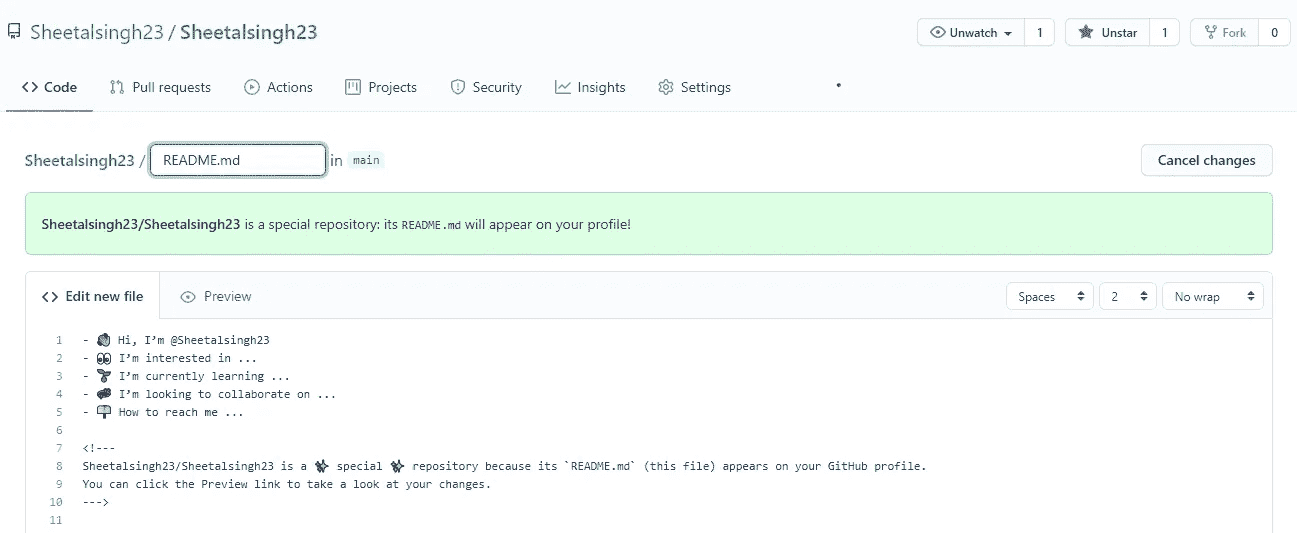 Sheetalsingh23 / Sheetalsingh23
Unwatch 1 Unstar 1 Fork 0
Code Pull requests Actions Projects Security Insights Settings
Sheetalsingh23 / README.md in main Cancel changes
Sheetalsingh23/Sheetalsingh23 is a special repository: its README.md will appear on your profile!
Edit new file Preview Spaces 2 No wrap
1 - 👋 Hi, I’m @Sheetalsingh23
2 - 👀 I’m interested in ...
3 - 🌱 I’m currently learning ...
4 - 💞️ I’m looking to collaborate on ...
5 - 📫 How to reach me ...
6
7 <!---
8 Sheetalsingh23/Sheetalsingh23 is a ✨ special ✨ repository because its `README.md` (this file) appears on your GitHub profile.
9 You can click the Preview link to take a look at your changes.
10 --->
11